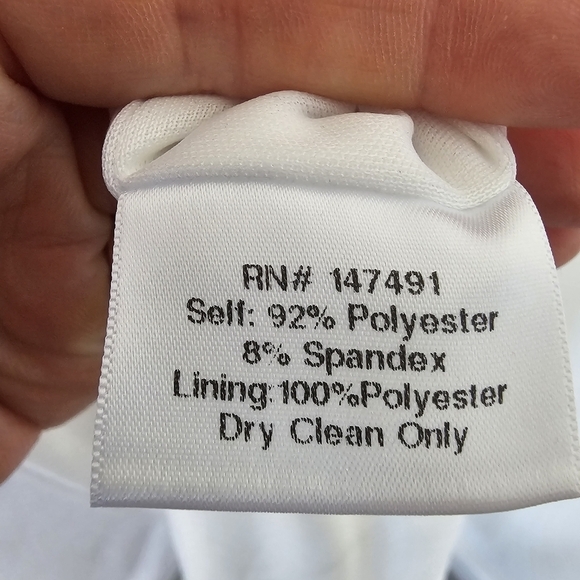 RN# 147491
Self: 92% Polyester
8% Spandex
Lining:100%Polyester
Dry Clean Only